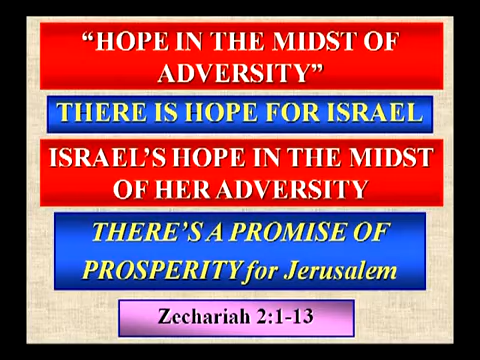 “HOPE IN THE MIDST OF
ADVERSITY”
THERE IS HOPE FOR ISRAEL
ISRAEL’S HOPE IN THE MIDST
OF HER ADVERSITY
THERE’S A PROMISE OF
PROSPERITY for Jerusalem
Zechariah 2:1-13